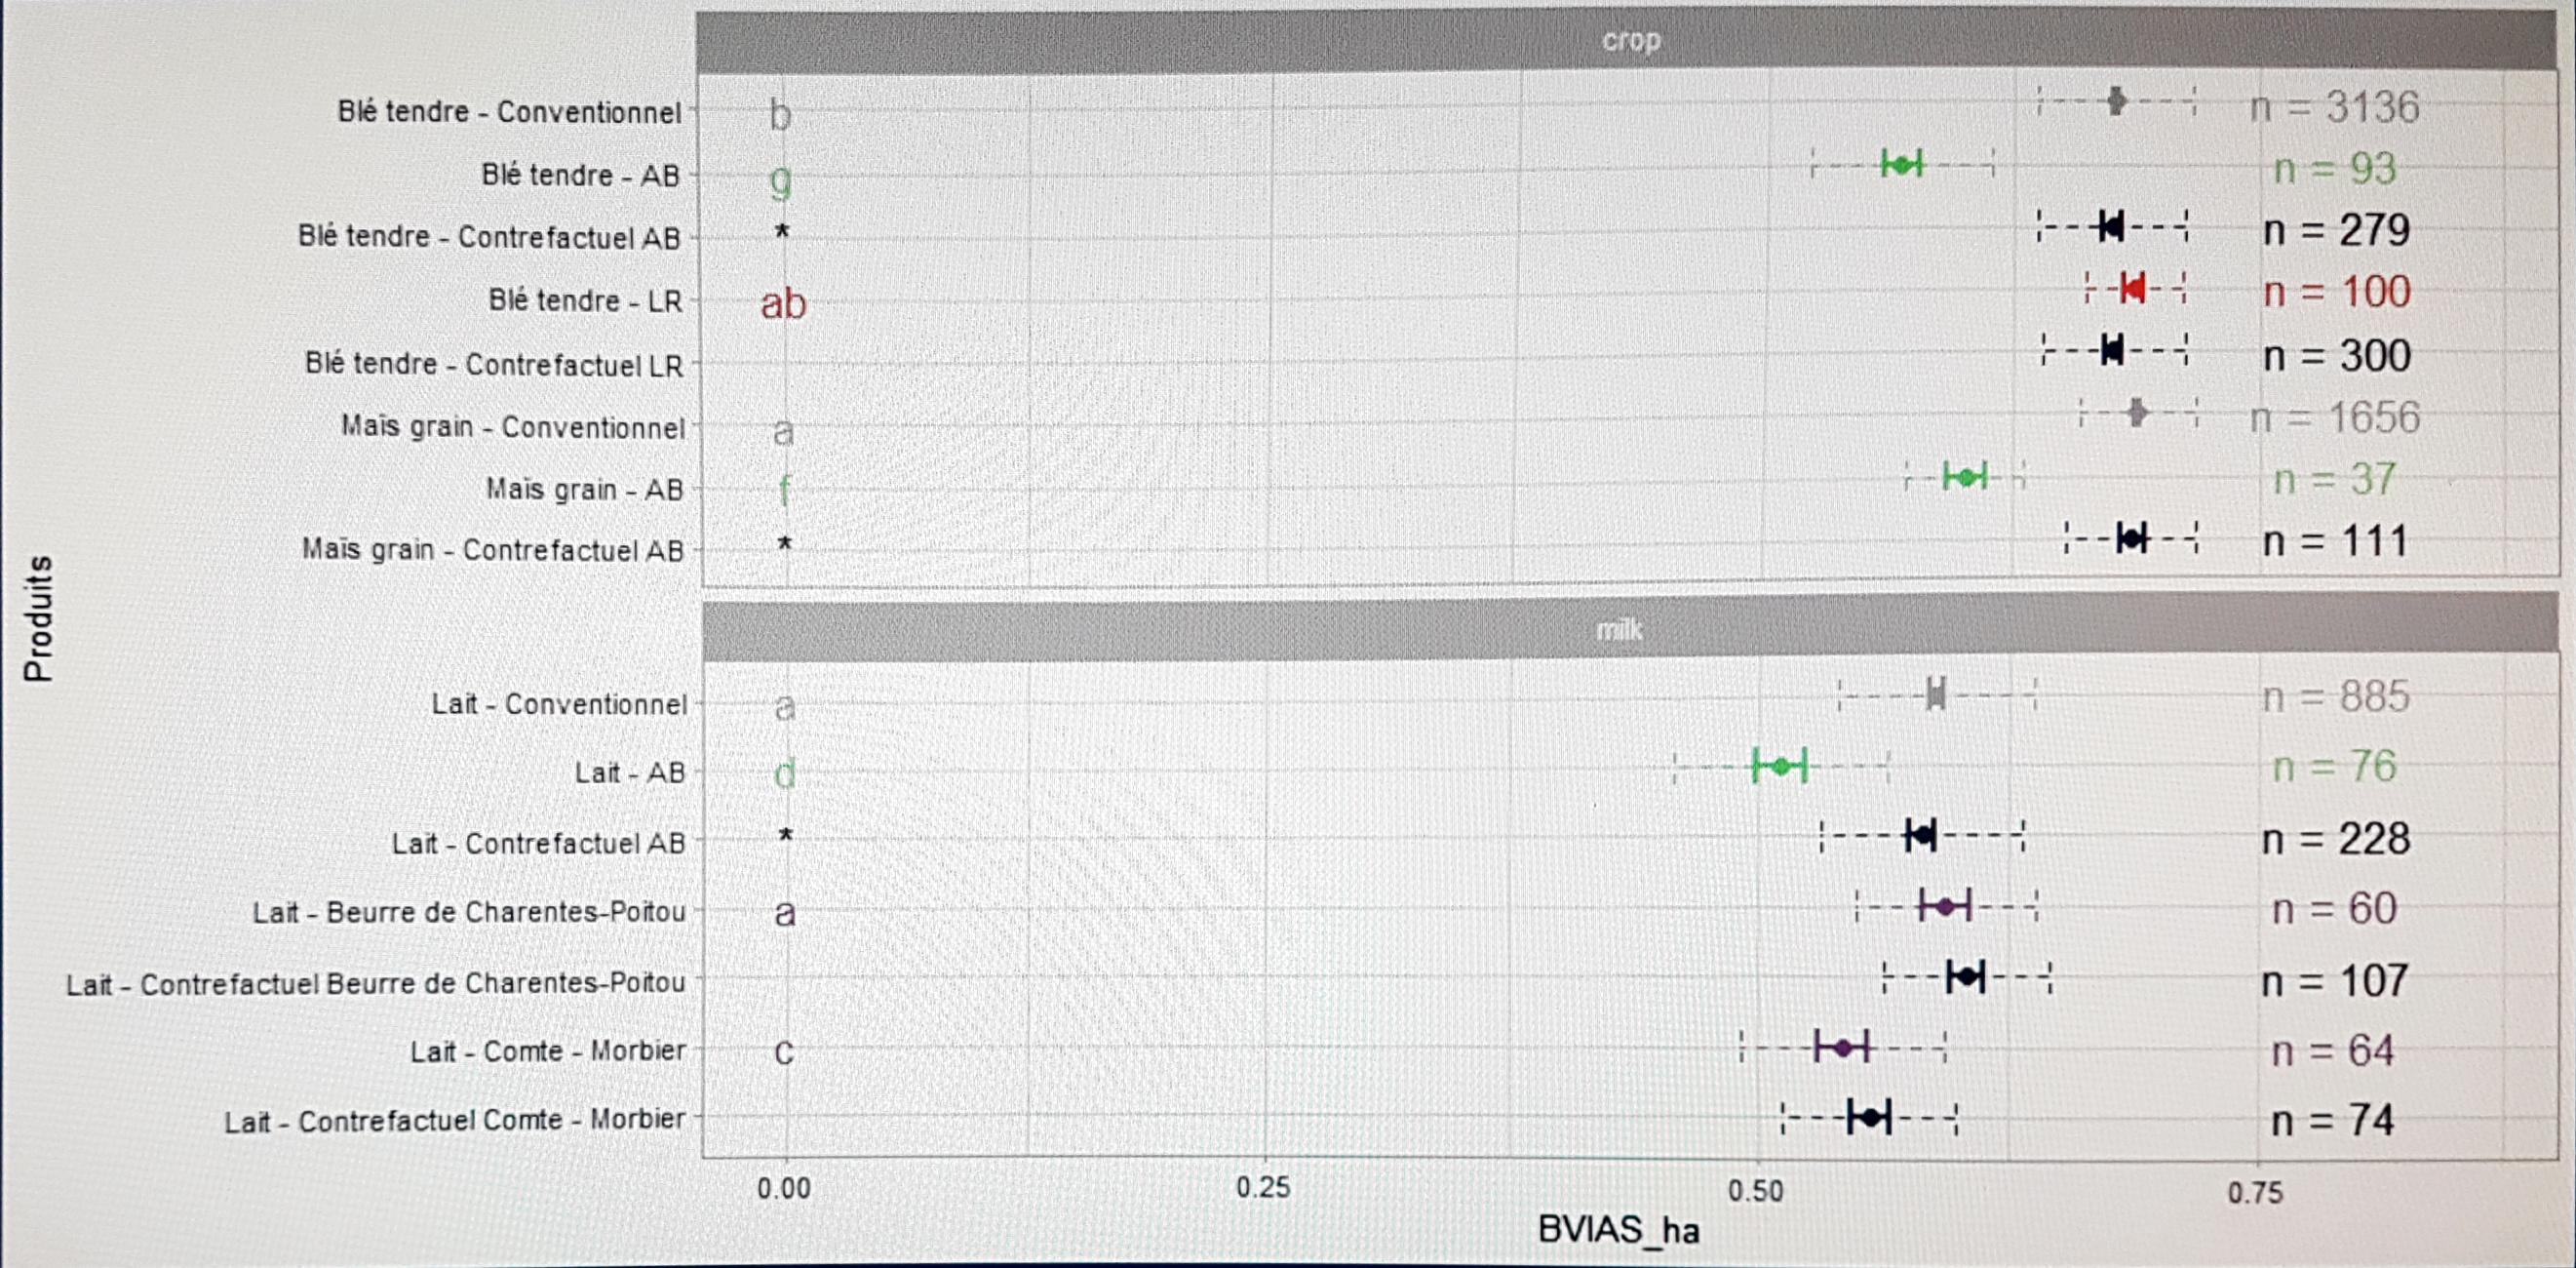 crop
Blé tendre - Conventionnel b n = 3136
Blé tendre - AB g n = 93
Blé tendre - Contrefactuel AB * n = 279
Blé tendre - LR ab n = 100
Blé tendre - Contrefactuel LR n = 300
Maïs grain - Conventionnel a n = 1656
Maïs grain - AB f n = 37
Maïs grain - Contrefactuel AB * n = 111
Produits
milk
Lait - Conventionnel a n = 885
Lait - AB d n = 76
Lait - Contrefactuel AB * n = 228
Lait - Beurre de Charentes-Poitou a n = 60
Lait - Contrefactuel Beurre de Charentes-Poitou n = 107
Lait - Comte - Morbier c n = 64
Lait - Contrefactuel Comte - Morbier n = 74
0.00 0.25 0.50 0.75
BVIAS_ha